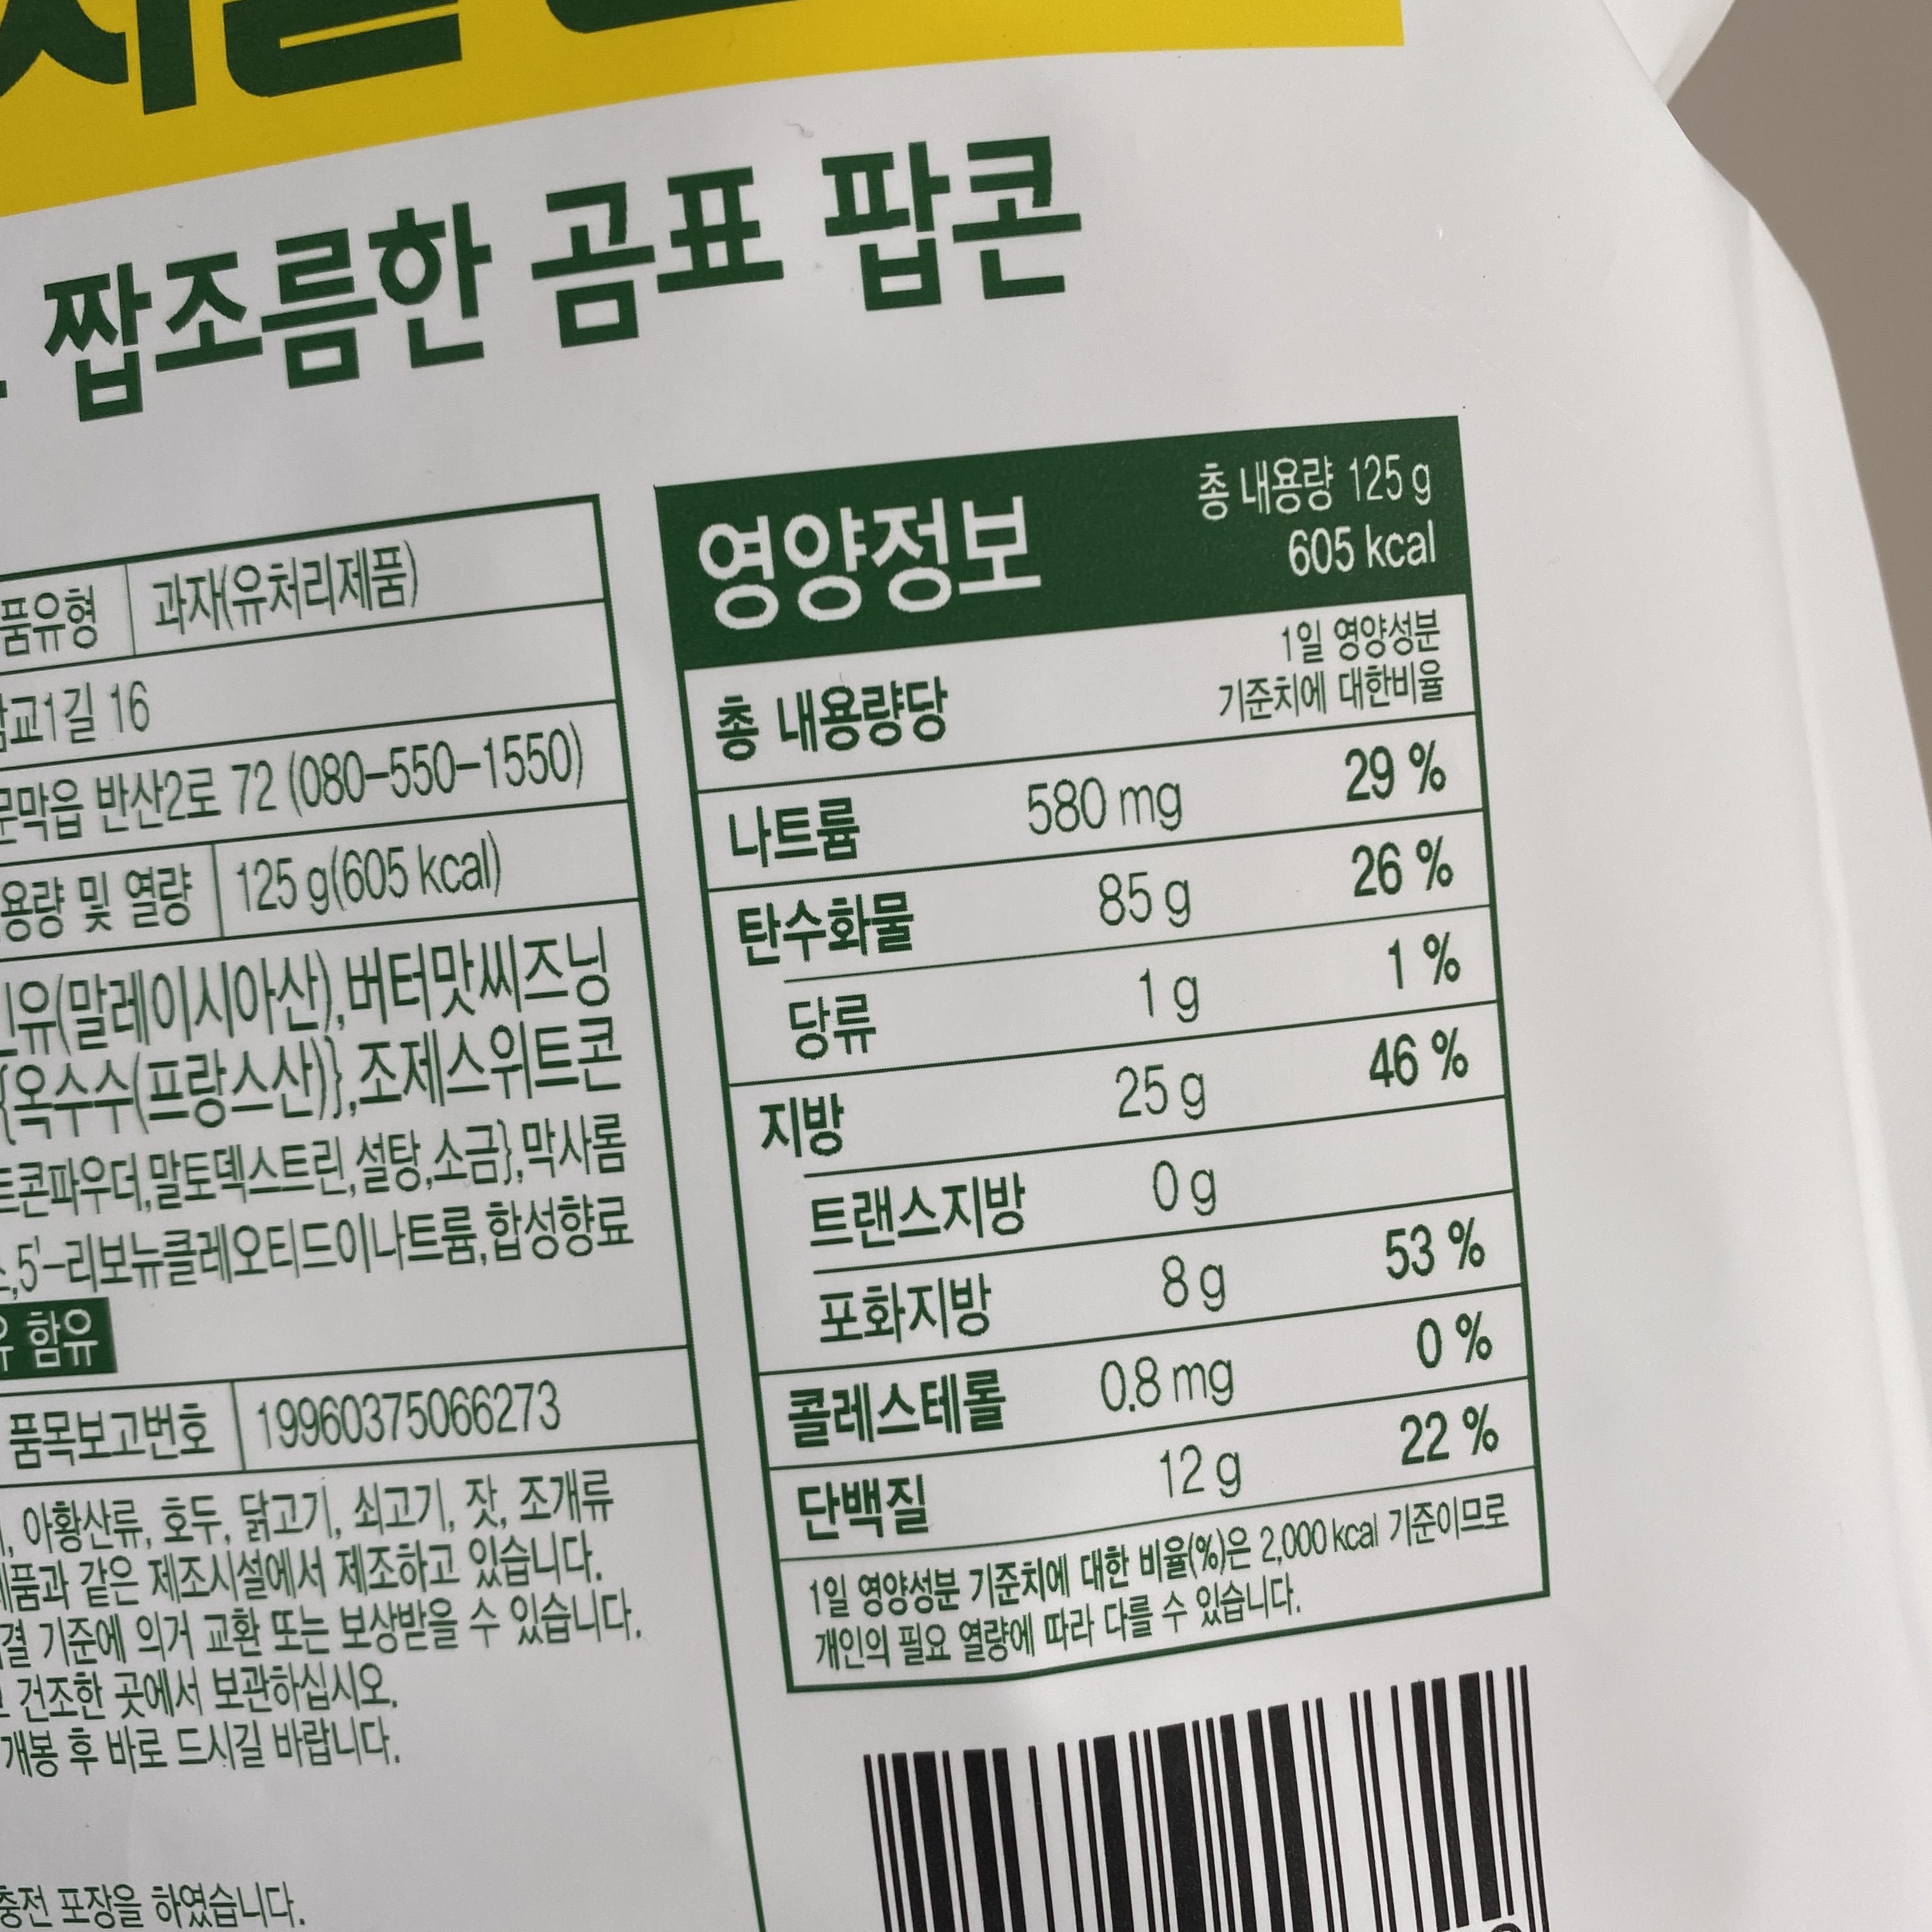 짭조름한 곰표 팝콘
영양정보
총 내용량 125 g
605 kcal
총 내용량당
1일 영양성분
기준치에 대한비율
나트륨 580 mg 29 %
탄수화물 85 g 26 %
당류 1 g 1 %
지방 25 g 46 %
트랜스지방 0 g
포화지방 8 g 53 %
콜레스테롤 0.8 mg 0 %
단백질 12 g 22 %
1일 영양성분 기준치에 대한 비율(%)은 2,000 kcal 기준이므로
개인의 필요 열량에 따라 다를 수 있습니다.
품유형 과자(유처리제품)
교1길 16
문막읍 반산2로 72 (080-550-1550)
용량 및 열량 125 g(605 kcal)
유(말레이시아산),버터맛씨즈닝
{옥수수(프랑스산)},조제스위트콘
트콘파우더,말토덱스트린,설탕,소금},막사롬
,5'-리보뉴클레오티드이나트륨,합성향료
함유
품목보고번호 19960375066273
, 아황산류, 호두, 닭고기, 쇠고기, 잣, 조개류
제품과 같은 제조시설에서 제조하고 있습니다.
결 기준에 의거 교환 또는 보상받을 수 있습니다.
건조한 곳에서 보관하십시오.
개봉 후 바로 드시길 바랍니다.
충전 포장을 하였습니다.